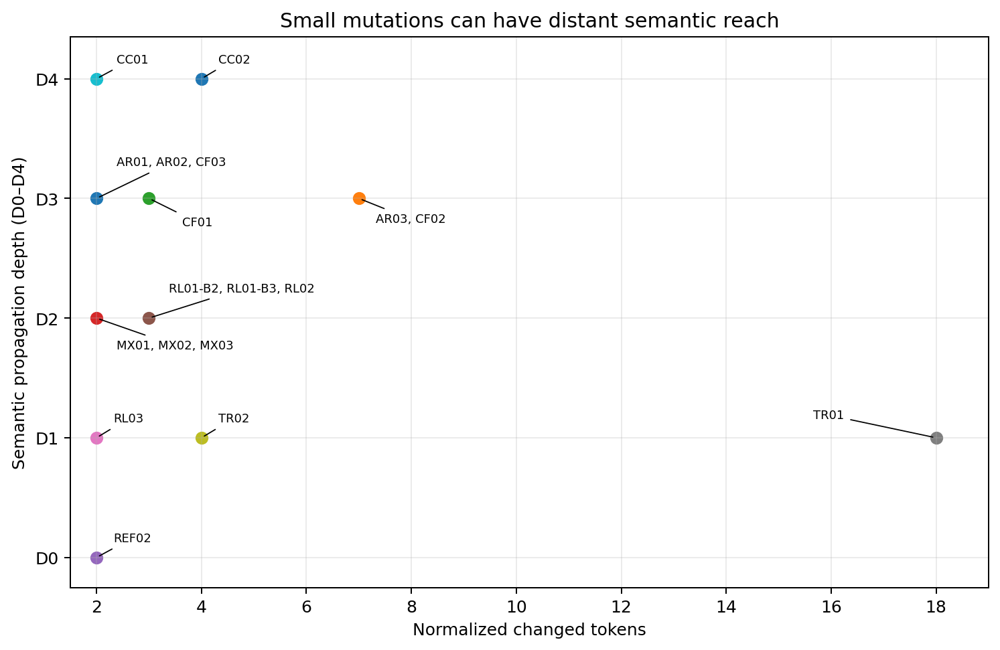 Small mutations can have distant semantic reach
Semantic propagation depth (D0–D4)
D4
D3
D2
D1
D0
CC01
CC02
AR01, AR02, CF03
CF01
AR03, CF02
RL01-B2, RL01-B3, RL02
MX01, MX02, MX03
RL03
TR02
TR01
REF02
2 4 6 8 10 12 14 16 18
Normalized changed tokens